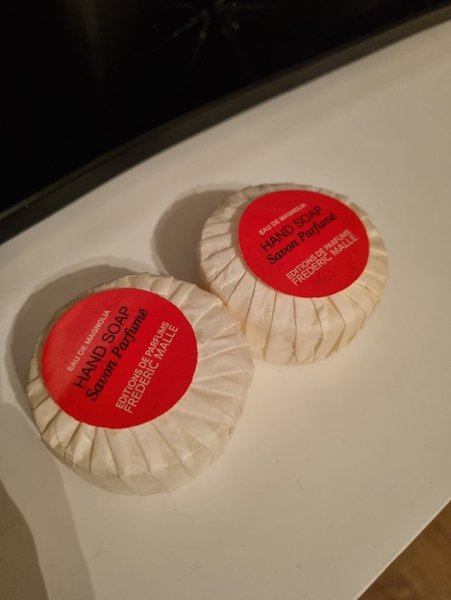 EAU DE MAGNOLIA
HAND SOAP
Savon Parfumé
EDITIONS DE PARFUMS
FREDERIC MALLE
EAU DE MAGNOLIA
HAND SOAP
Savon Parfumé
EDITIONS DE PARFUMS
FREDERIC MALLE